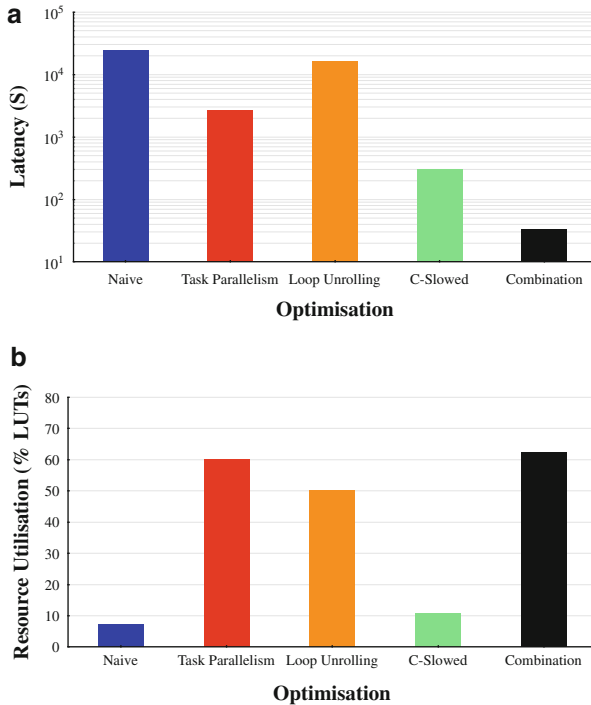 a
Latency (S)
10^5
10^4
10^3
10^2
10^1
Naive Task Parallelism Loop Unrolling C-Slowed Combination
Optimisation
b
Resource Utilisation (% LUTs)
80
70
60
50
40
30
20
10
0
Naive Task Parallelism Loop Unrolling C-Slowed Combination
Optimisation